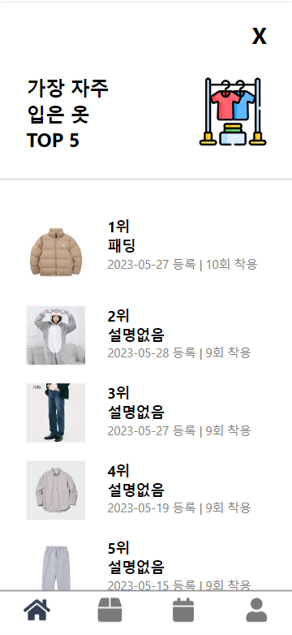 X
가장 자주
입은 옷
TOP 5
1위
패딩
2023-05-27 등록 | 10회 착용
2위
설명없음
2023-05-28 등록 | 9회 착용
3위
설명없음
2023-05-27 등록 | 9회 착용
4위
설명없음
2023-05-19 등록 | 9회 착용
5위
설명없음
2023-05-15 등록 | 9회 착용